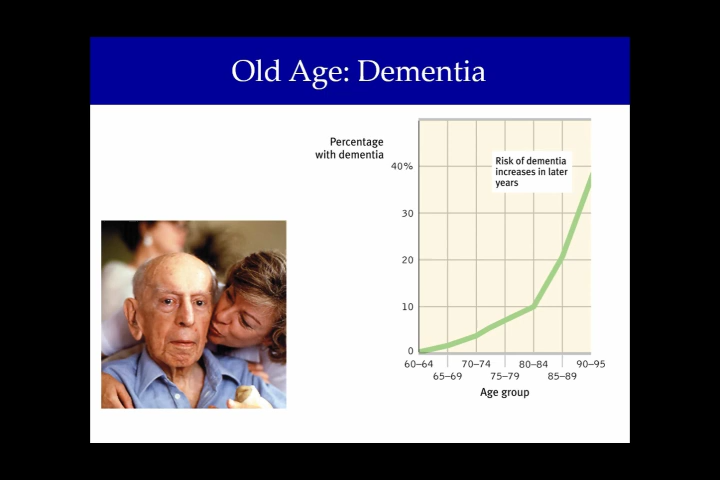 Old Age: Dementia
Percentage
with dementia
40%
Risk of dementia
increases in later
years
30
20
10
0
60–64 70–74 80–84 90–95
65–69 75–79 85–89
Age group